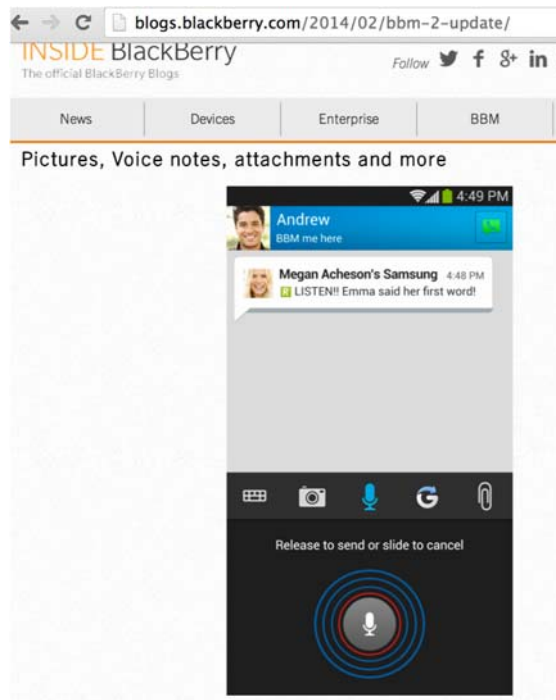 blogs.blackberry.com/2014/02/bbm-2-update/
INSIDE BlackBerry
The official BlackBerry Blogs
Follow
News Devices Enterprise BBM
Pictures, Voice notes, attachments and more
4:49 PM
Andrew
BBM me here
Megan Acheson's Samsung 4:48 PM
R LISTEN!! Emma said her first word!
Release to send or slide to cancel